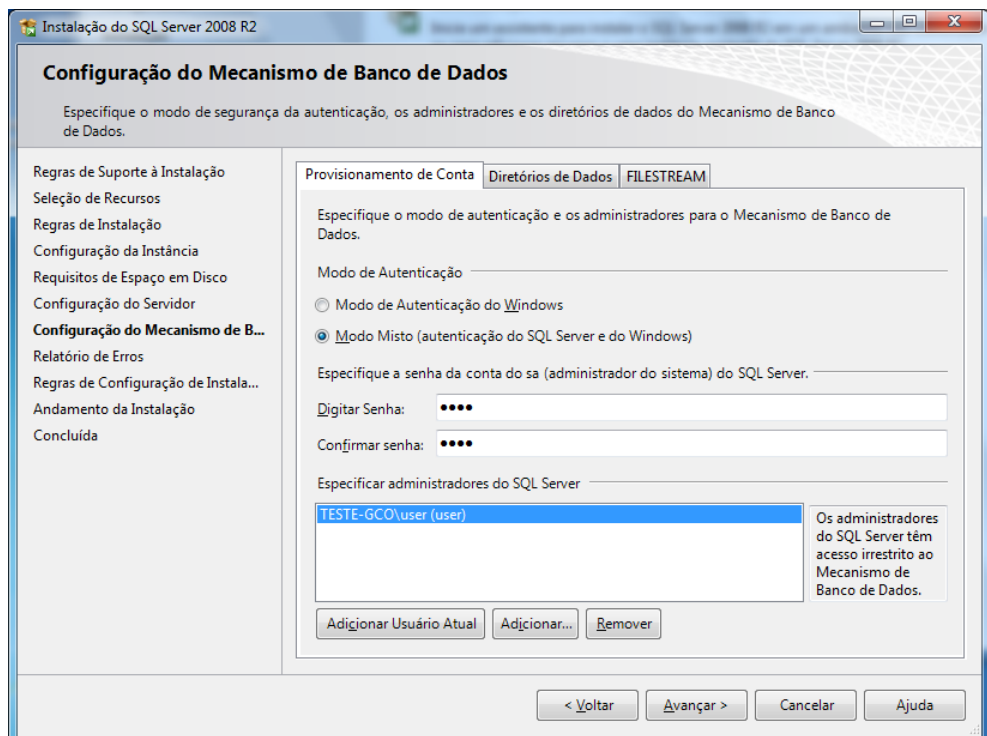 Instalação do SQL Server 2008 R2
Configuração do Mecanismo de Banco de Dados
Especifique o modo de segurança da autenticação, os administradores e os diretórios de dados do Mecanismo de Banco
de Dados.
Regras de Suporte à Instalação
Seleção de Recursos
Regras de Instalação
Configuração da Instância
Requisitos de Espaço em Disco
Configuração do Servidor
Configuração do Mecanismo de B...
Relatório de Erros
Regras de Configuração de Instala...
Andamento da Instalação
Concluída
Provisionamento de Conta
Diretórios de Dados
FILESTREAM
Especifique o modo de autenticação e os administradores para o Mecanismo de Banco de
Dados.
Modo de Autenticação
Modo de Autenticação do Windows
Modo Misto (autenticação do SQL Server e do Windows)
Especifique a senha da conta do sa (administrador do sistema) do SQL Server.
Digitar Senha: ●●●●
Confirmar senha: ●●●●
Especificar administradores do SQL Server
TESTE-GCO\user (user)
Os administradores
do SQL Server têm
acesso irrestrito ao
Mecanismo de
Banco de Dados.
Adicionar Usuário Atual
Adicionar...
Remover
< Voltar
Avançar >
Cancelar
Ajuda